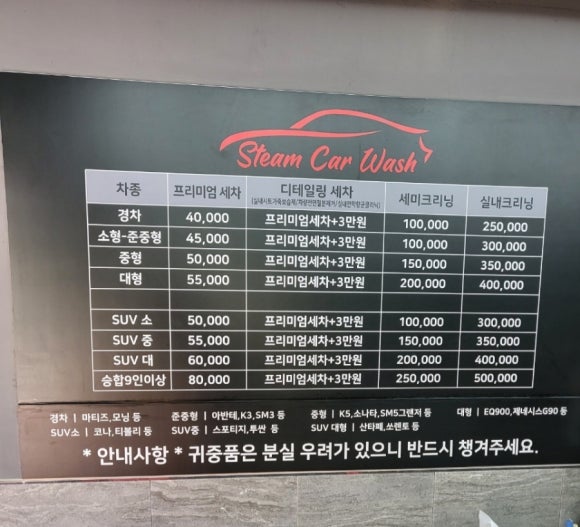 Steam Car Wash
차종 프리미엄 세차 디테일링 세차 세미크리닝 실내크리닝
경차 40,000 프리미엄세차+3만원 100,000 250,000
소형-준중형 45,000 프리미엄세차+3만원 100,000 300,000
중형 50,000 프리미엄세차+3만원 150,000 350,000
대형 55,000 프리미엄세차+3만원 200,000 400,000
SUV 소 50,000 프리미엄세차+3만원 100,000 300,000
SUV 중 55,000 프리미엄세차+3만원 150,000 350,000
SUV 대 60,000 프리미엄세차+3만원 200,000 400,000
승합9인이상 80,000 프리미엄세차+3만원 250,000 500,000
경차 | 마티즈,모닝 등 준중형 | 아반테,K3,SM3 등 중형 | K5,소나타,SM5그랜저 등 대형 | EQ900,제네시스G90 등
SUV소 | 코나,티볼리 등 SUV중 | 스포티지,투싼 등 SUV 대형 | 산타페,쏘렌토 등
* 안내사항 * 귀중품은 분실 우려가 있으니 반드시 챙겨주세요.